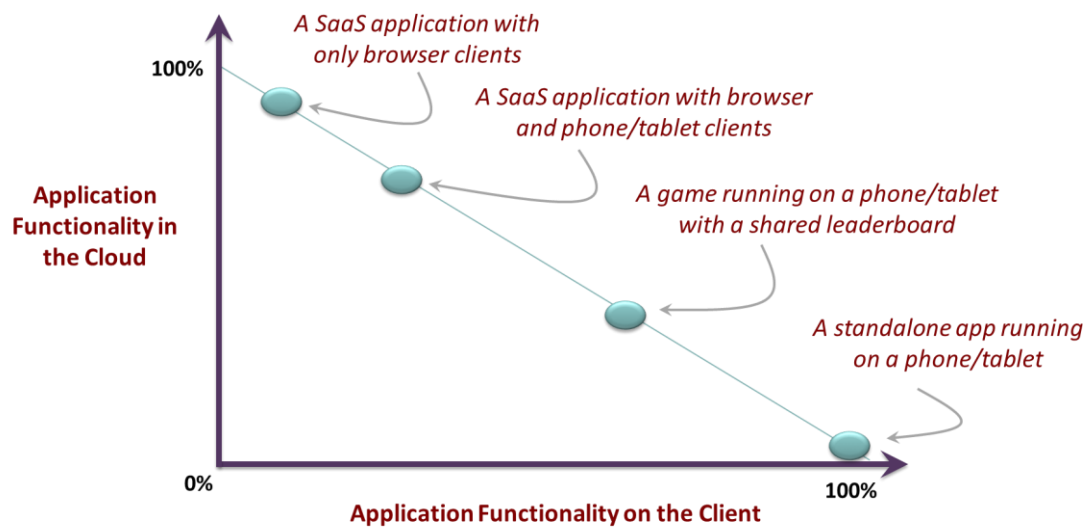 A SaaS application with
only browser clients
100%
A SaaS application with browser
and phone/tablet clients
Application
Functionality in
the Cloud
A game running on a phone/tablet
with a shared leaderboard
A standalone app running
on a phone/tablet
0%
100%
Application Functionality on the Client